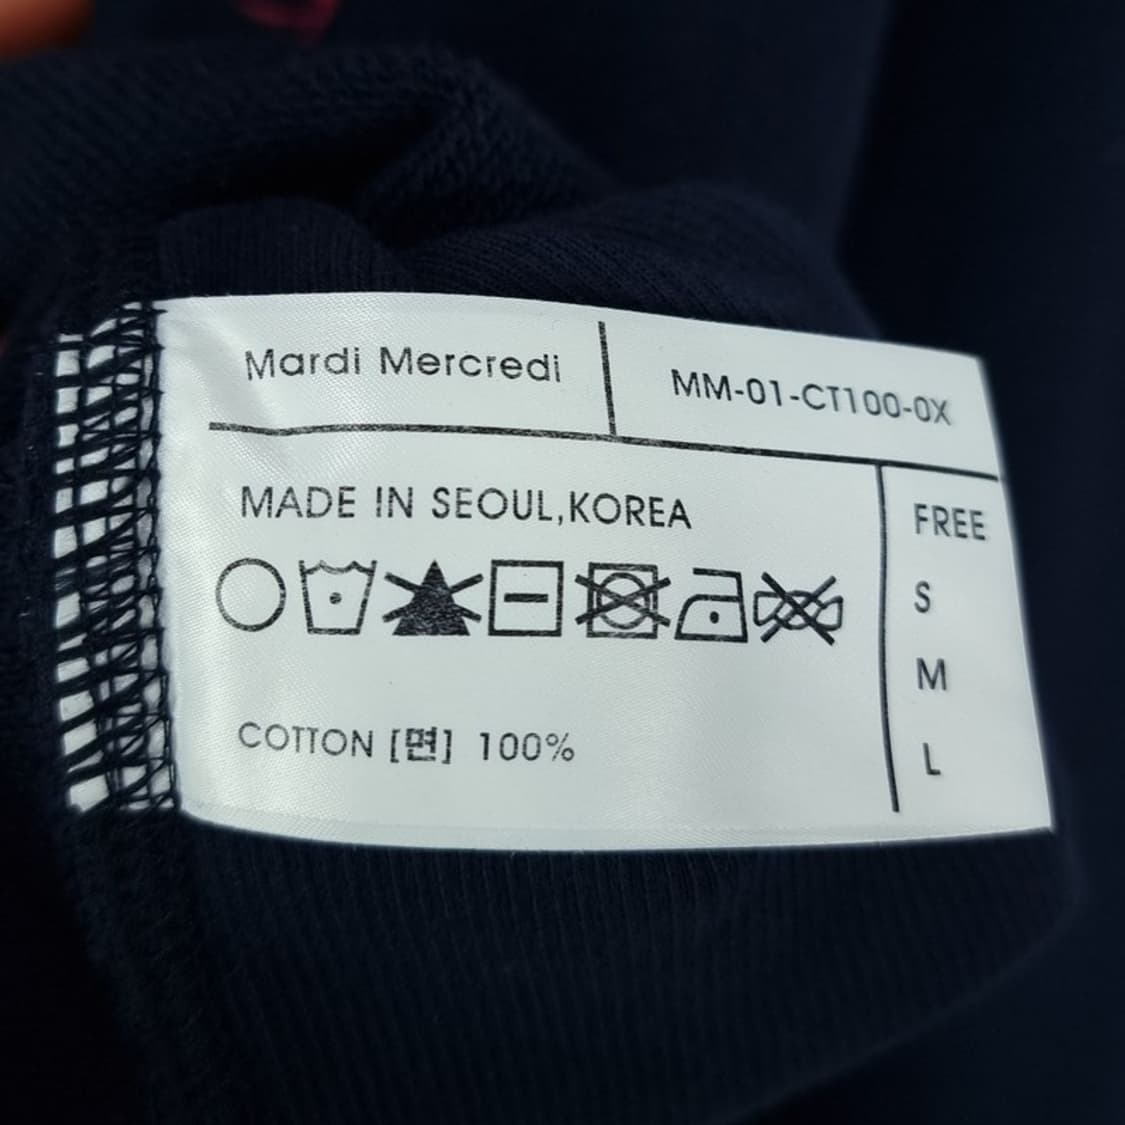 Mardi Mercredi
MM-01-CT100-0X
MADE IN SEOUL,KOREA
COTTON [면] 100%
FREE
S
M
L